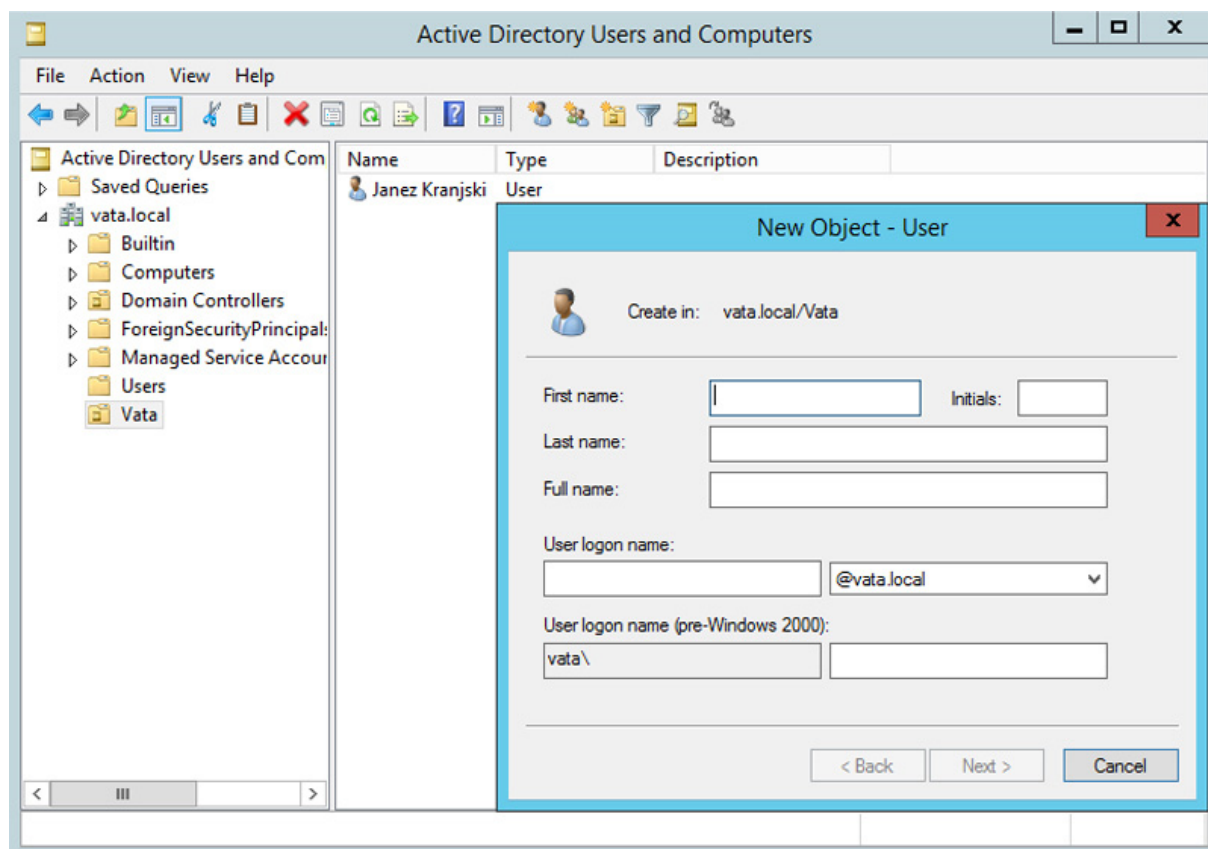 Active Directory Users and Computers
File Action View Help
Active Directory Users and Com
Saved Queries
vata.local
Builtin
Computers
Domain Controllers
ForeignSecurityPrincipals
Managed Service Accour
Users
Vata
Name Type Description
Janez Kranjski User
New Object - User
Create in: vata.local/Vata
First name: Initials:
Last name:
Full name:
User logon name:
@vata.local
User logon name (pre-Windows 2000):
vata\
< Back Next > Cancel